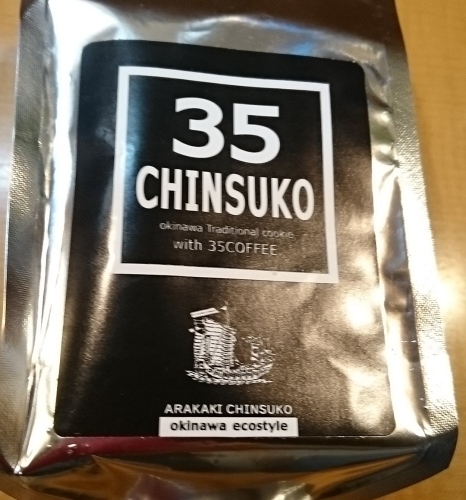 35
CHINSUKO
okinawa Traditional cookie
with 35COFFEE
ARAKAKI CHINSUKO
okinawa ecostyle